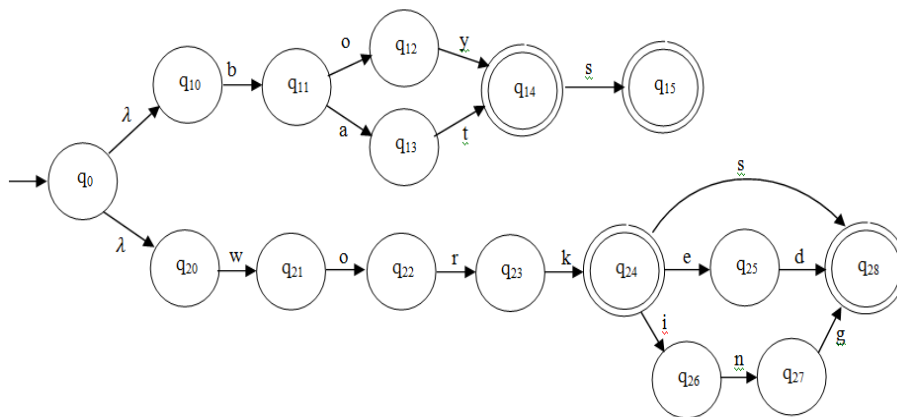 o q12 y
q10 b q11 q14 s q15
λ a q13 t
q0
s
λ
q20 w q21 o q22 r q23 k q24 e q25 d q28
i g
q26 n q27